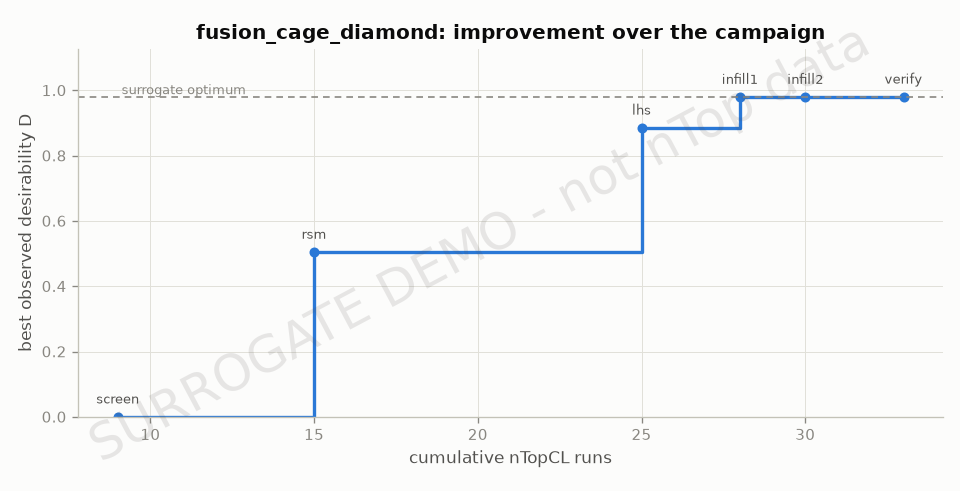 fusion_cage_diamond: improvement over the campaign
SURROGATE DEMO - not nTop data
best observed desirability D
1.0
0.8
0.6
0.4
0.2
0.0
surrogate optimum
screen
rsm
lhs
infill1
infill2
verify
10
15
20
25
30
cumulative nTopCL runs